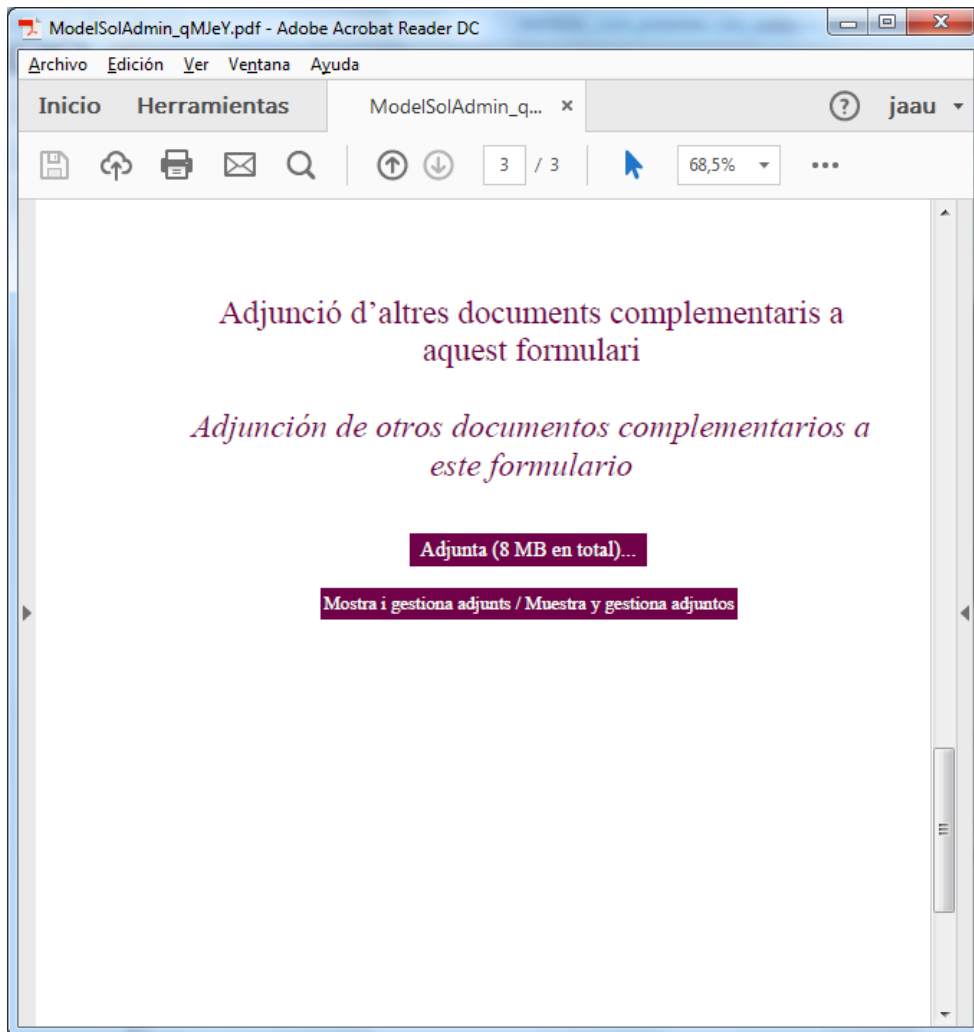 ModelSolAdmin_qMJeY.pdf - Adobe Acrobat Reader DC
Archivo Edición Ver Ventana Ayuda
Inicio Herramientas ModelSolAdmin_q... × ? jaau
3 / 3 68,5%
Adjunció d’altres documents complementaris a
aquest formulari
Adjunción de otros documentos complementarios a
este formulario
Adjunta (8 MB en total)...
Mostra i gestiona adjunts / Muestra y gestiona adjuntos